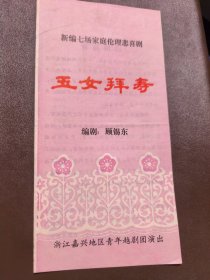 新编七场家庭伦理悲喜剧
五女拜寿
编剧：顾锡东
浙江嘉兴地区青年越剧团演出